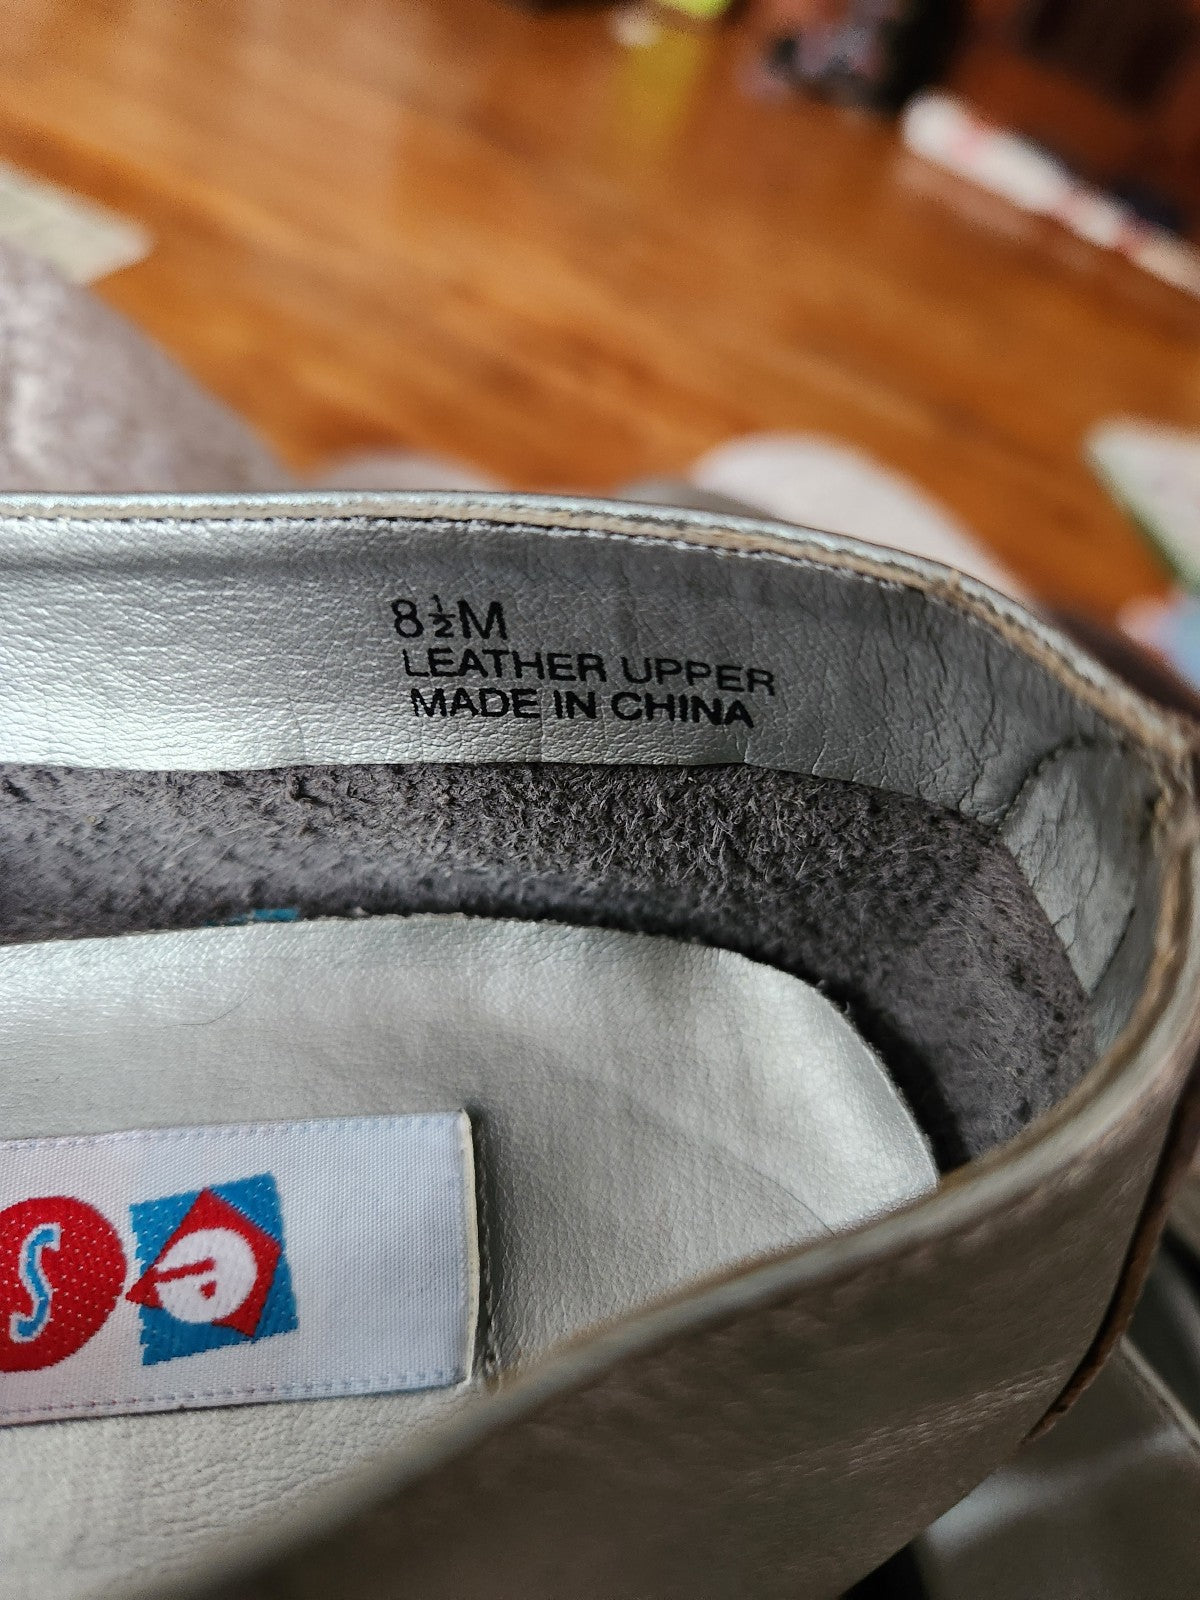 8½M
LEATHER UPPER
MADE IN CHINA
S P